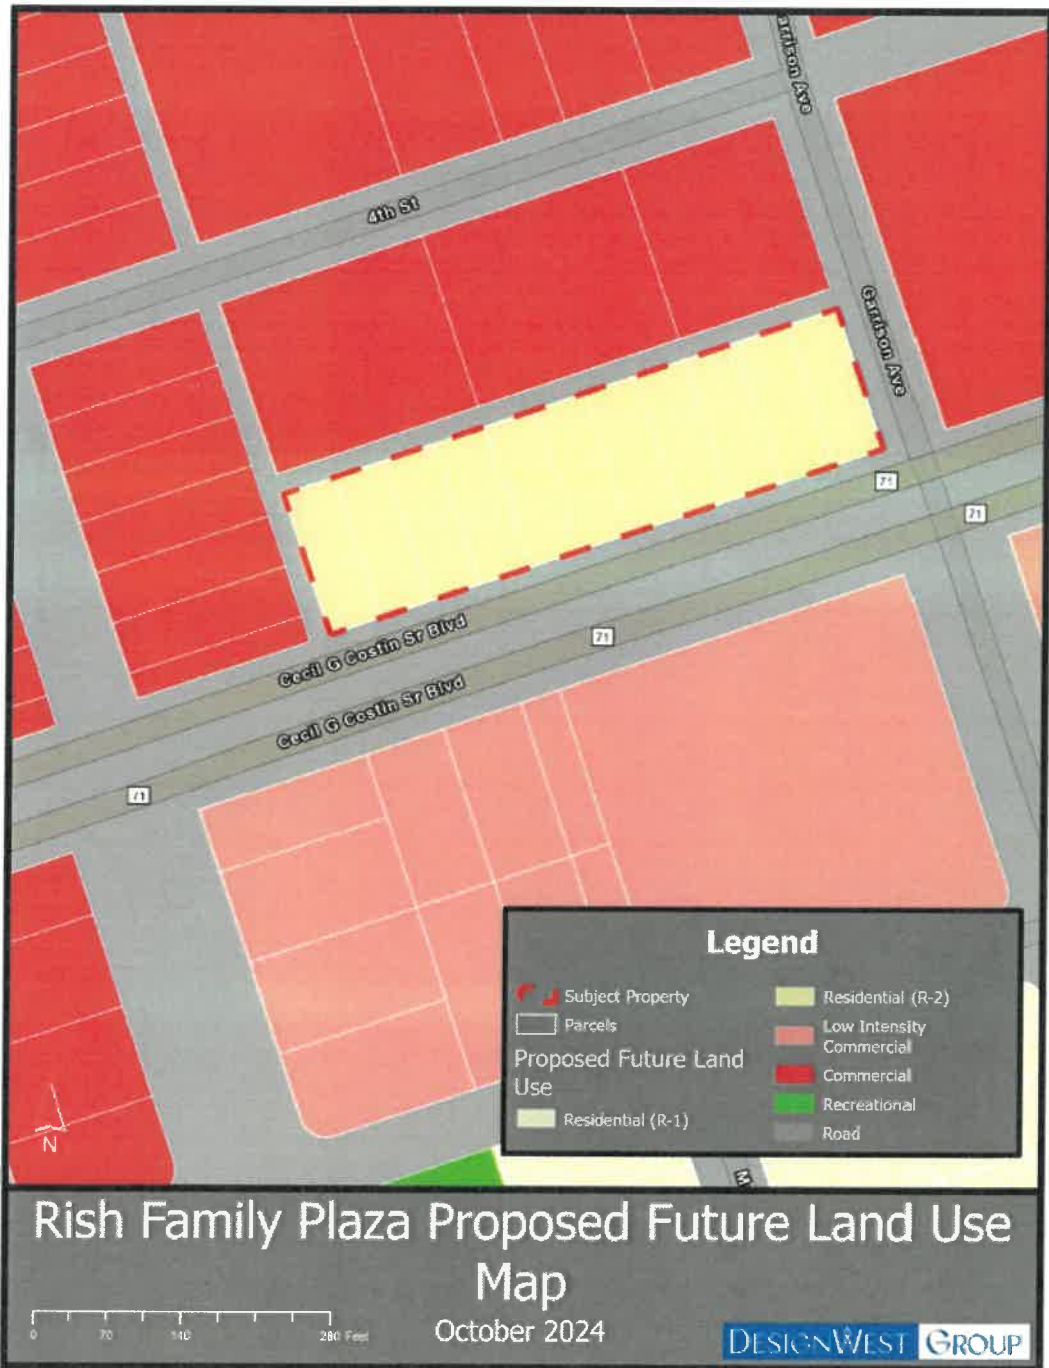 arrison Ave
4th St
Garrison Ave
71
71
Cecil G Costin Sr Blvd
71
Cecil G Costin Sr Blvd
71
Legend
Subject Property
Parcels
Proposed Future Land
Use
Residential (R-1)
Residential (R-2)
Low Intensity
Commercial
Commercial
Recreational
Road
N
M
Rish Family Plaza Proposed Future Land Use
Map
October 2024
0 70 140 280 Feet
DESIGNWEST GROUP